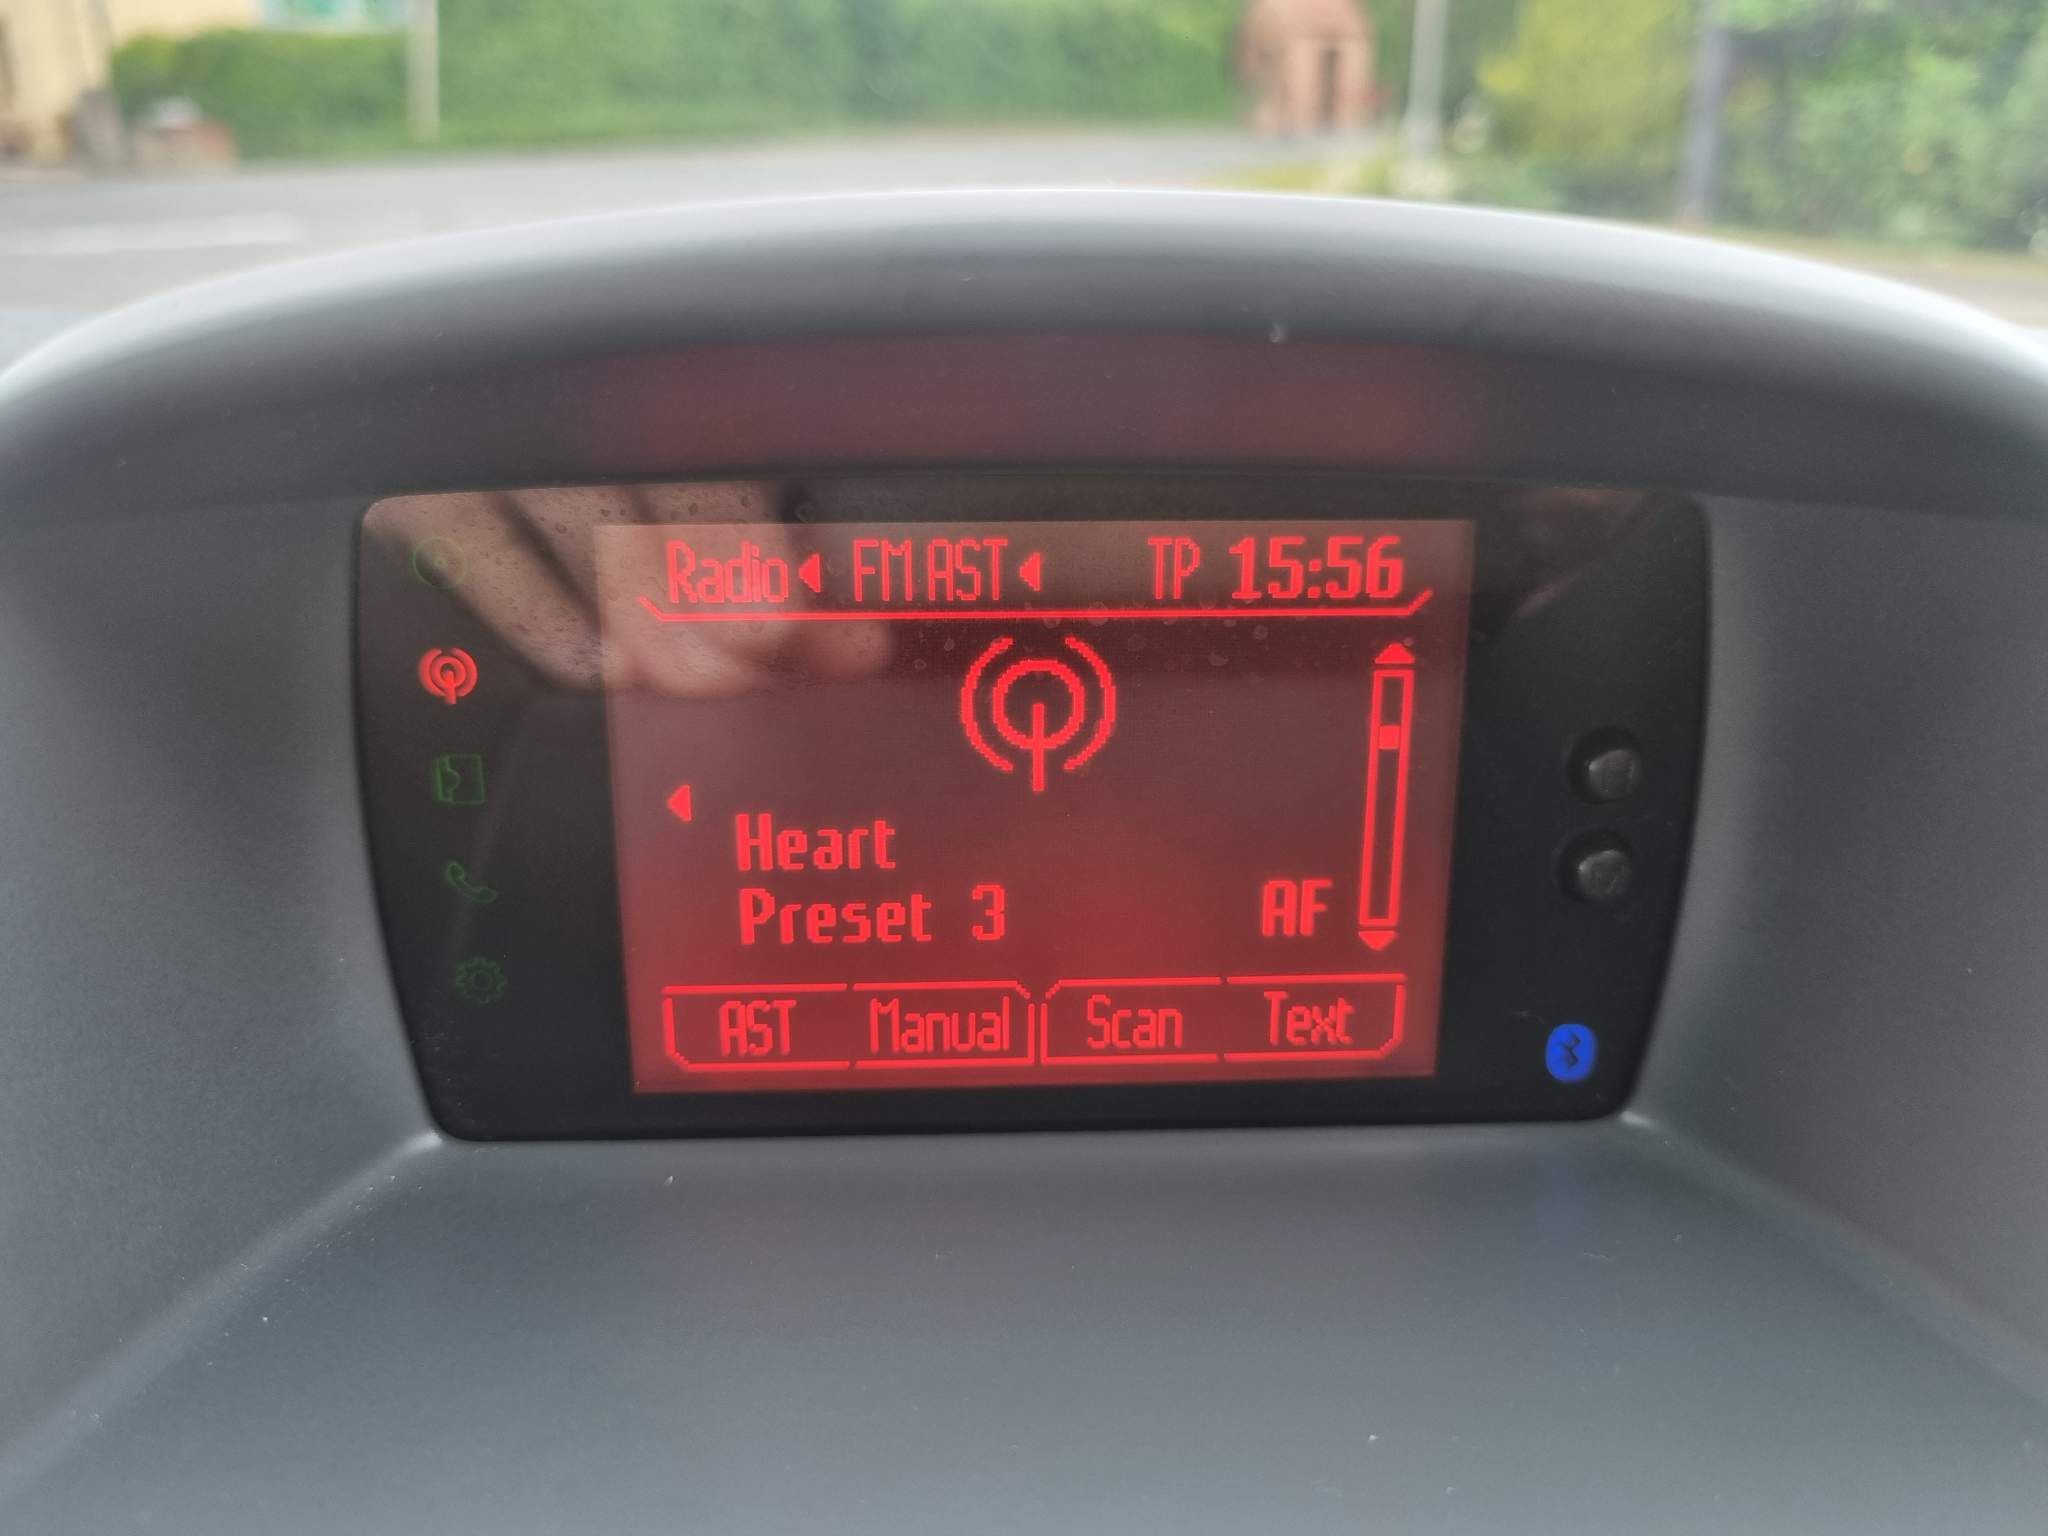 Radio FM AST TP 15:56
Heart
Preset 3 AF
AST Manual Scan Text